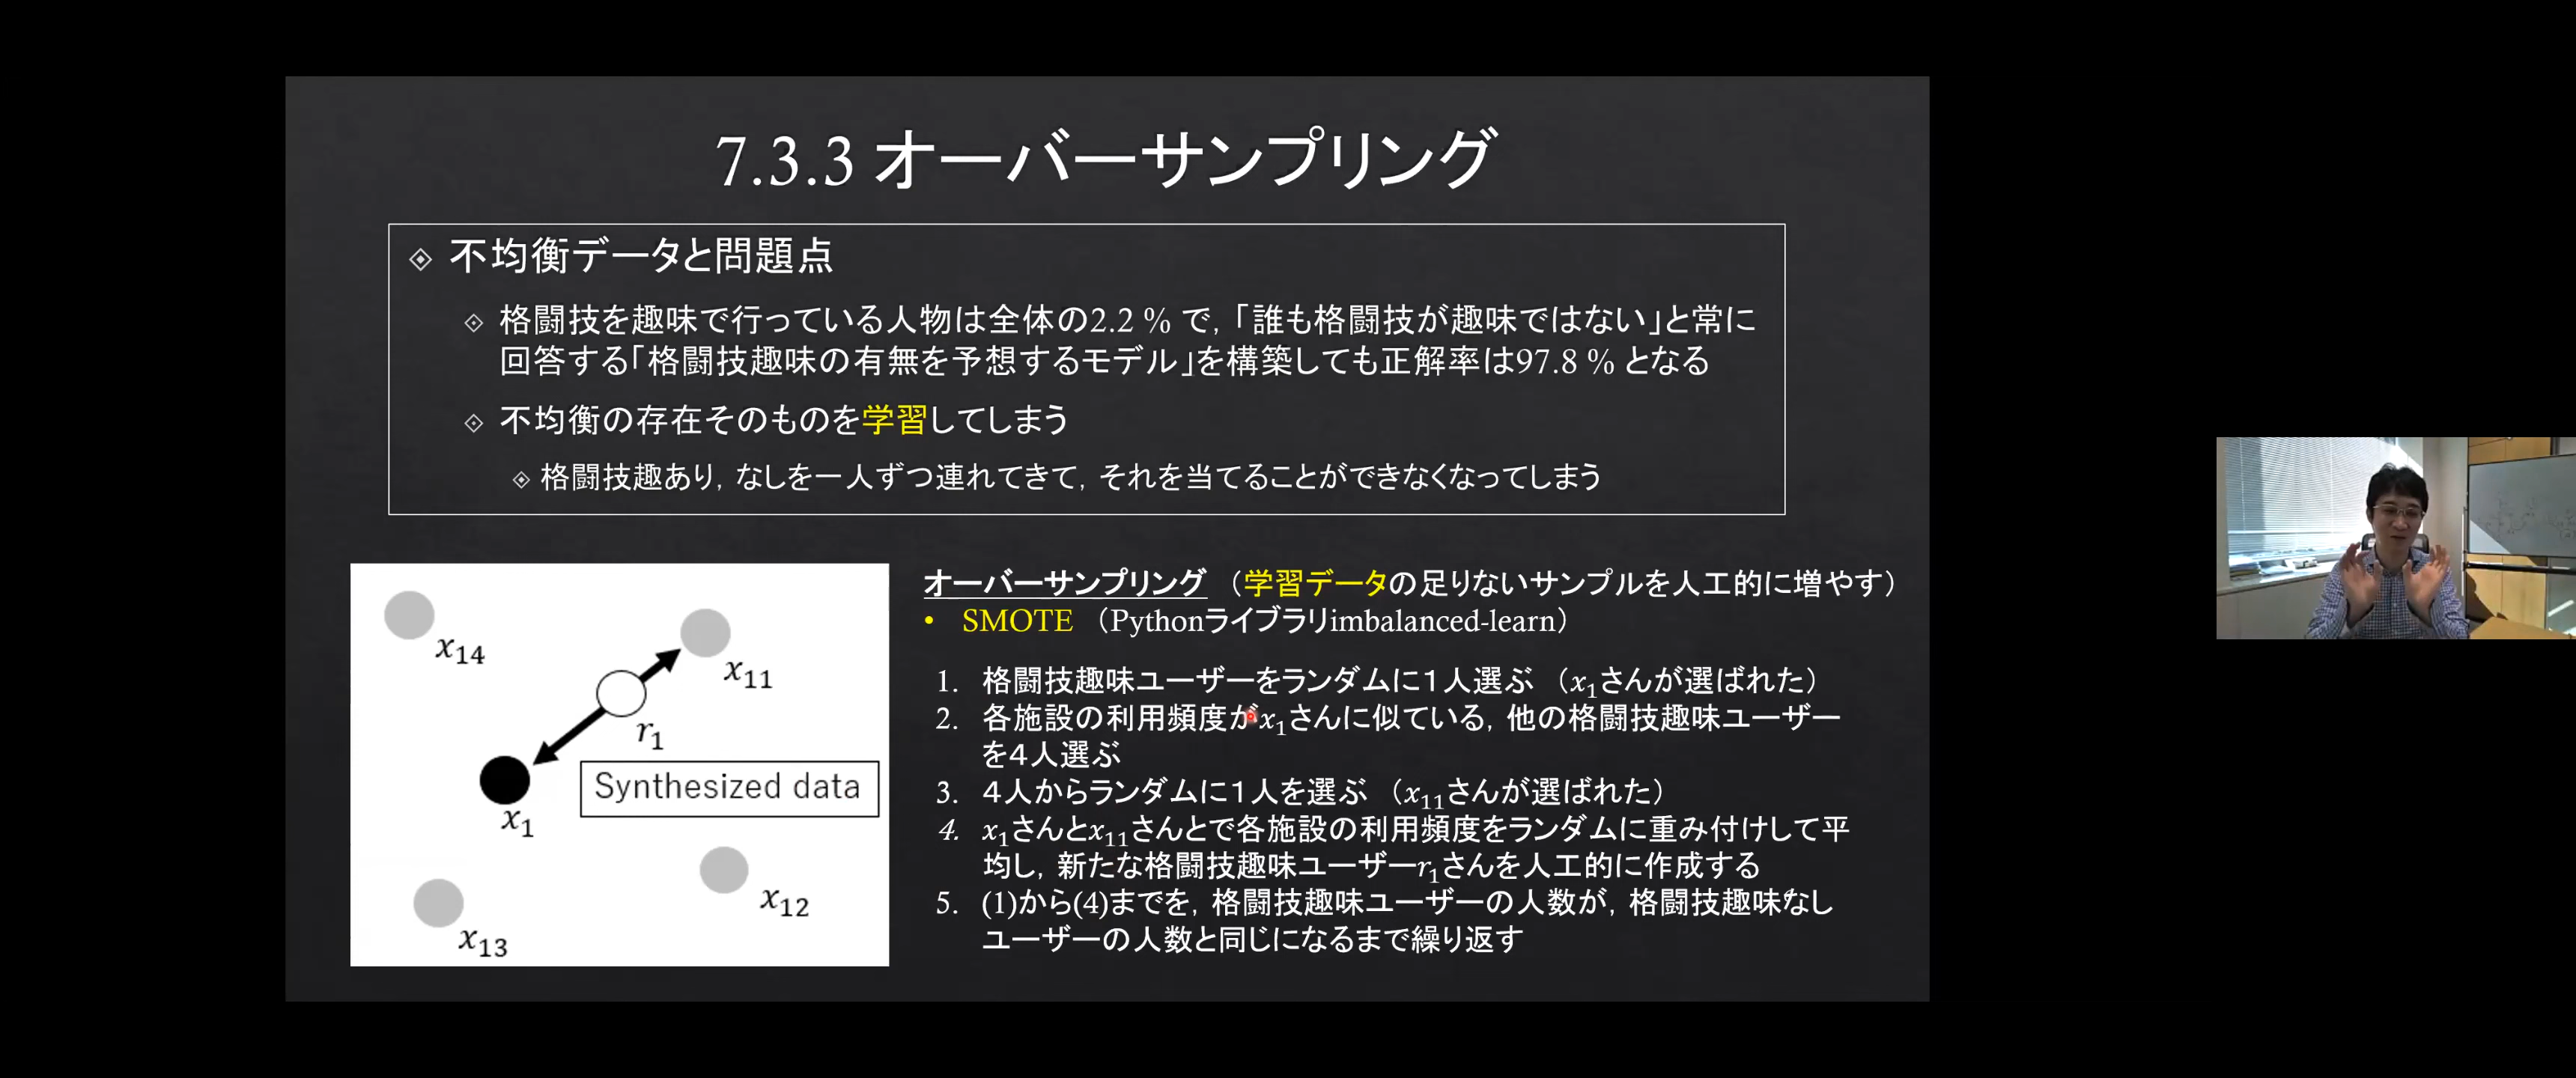 7.3.3 オーバーサンプリング
不均衡データと問題点
格闘技を趣味で行っている人物は全体の2.2 % で，「誰も格闘技が趣味ではない」と常に
回答する「格闘技趣味の有無を予想するモデル」を構築しても正解率は97.8 % となる
不均衡の存在そのものを学習してしまう
格闘技趣あり，なしを一人ずつ連れてきて，それを当てることができなくなってしまう
x14
x11
r1
Synthesized data
x1
x12
x13
オーバーサンプリング （学習データの足りないサンプルを人工的に増やす）
• SMOTE （Pythonライブラリimbalanced-learn）
1. 格闘技趣味ユーザーをランダムに１人選ぶ （x1さんが選ばれた）
2. 各施設の利用頻度がx1さんに似ている，他の格闘技趣味ユーザー
を４人選ぶ
3. ４人からランダムに１人を選ぶ （x11さんが選ばれた）
4. x1さんとx11さんとで各施設の利用頻度をランダムに重み付けして平
均し，新たな格闘技趣味ユーザーr1さんを人工的に作成する
5. (1)から(4)までを，格闘技趣味ユーザーの人数が，格闘技趣味なし
ユーザーの人数と同じになるまで繰り返す